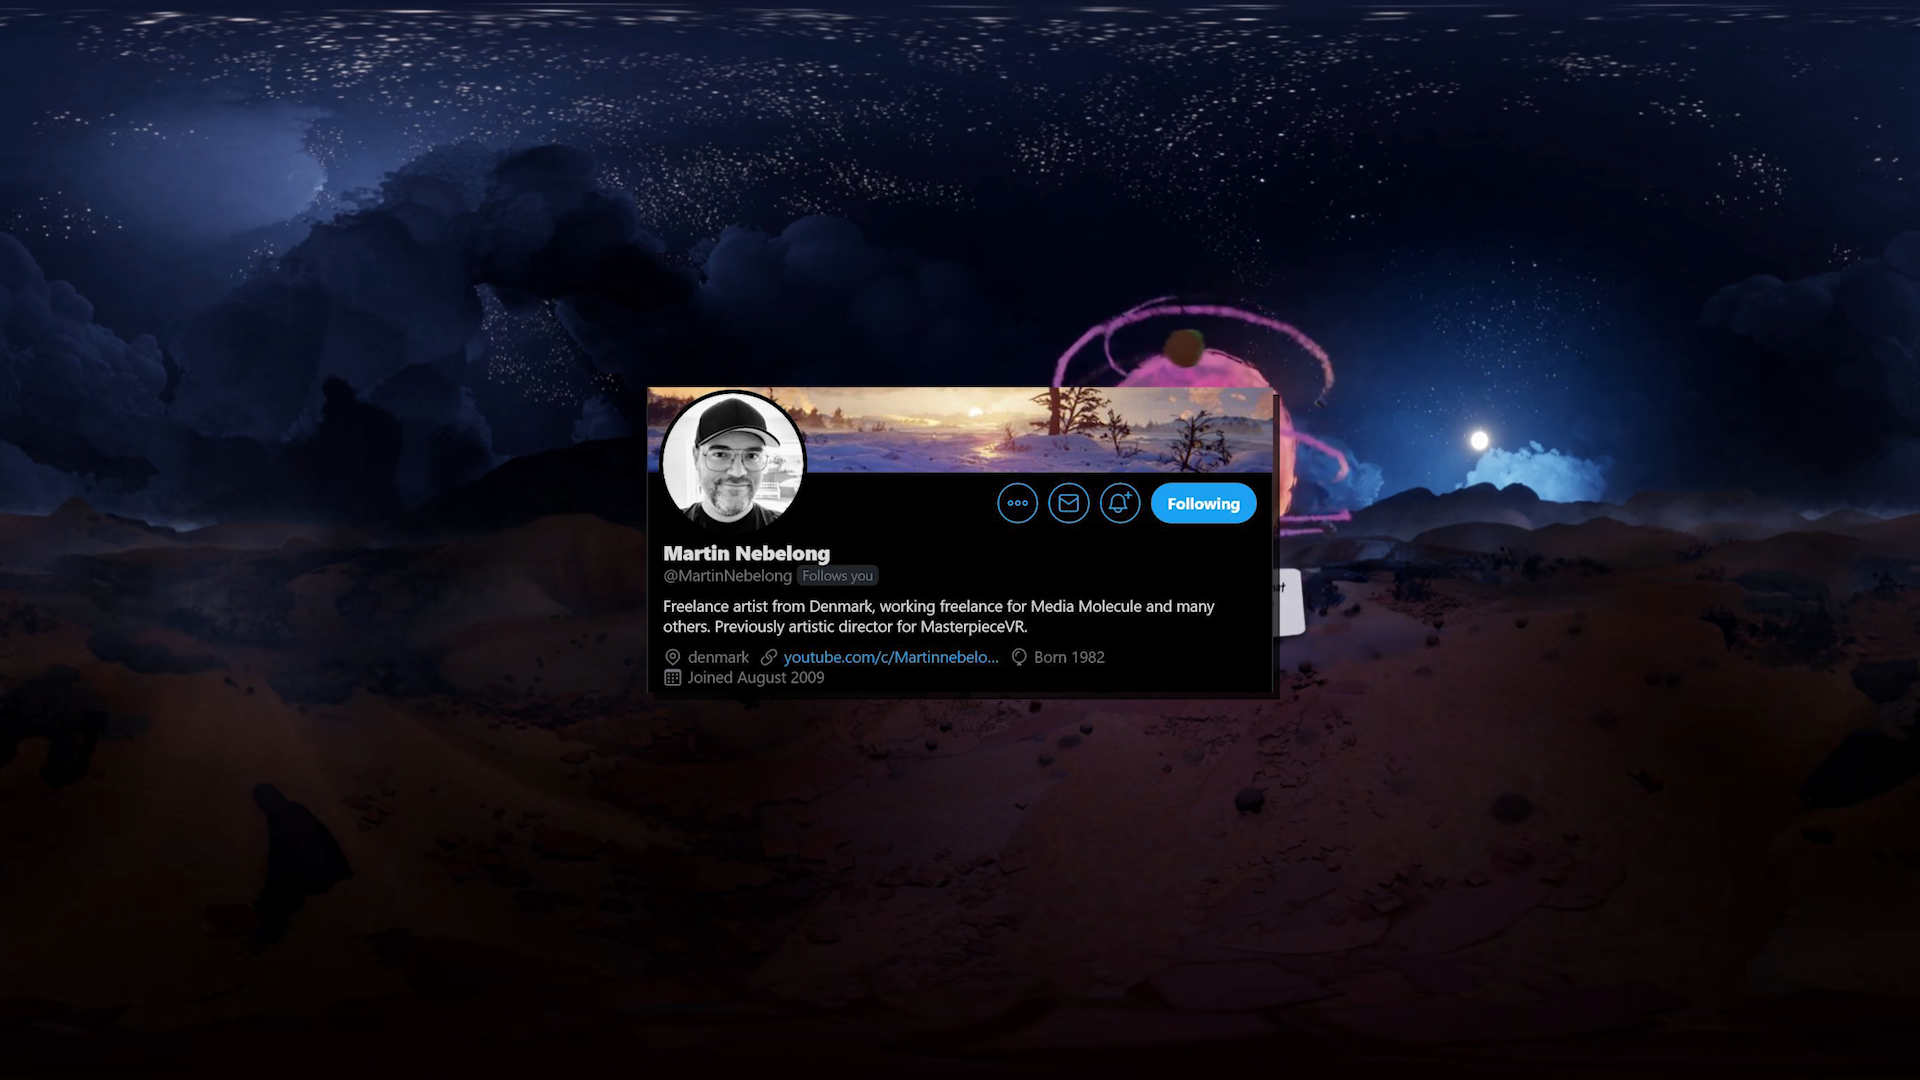 Following
Martin Nebelong
@MartinNebelong Follows you
Freelance artist from Denmark, working freelance for Media Molecule and many
others. Previously artistic director for MasterpieceVR.
denmark youtube.com/c/Martinnebelo... Born 1982
Joined August 2009